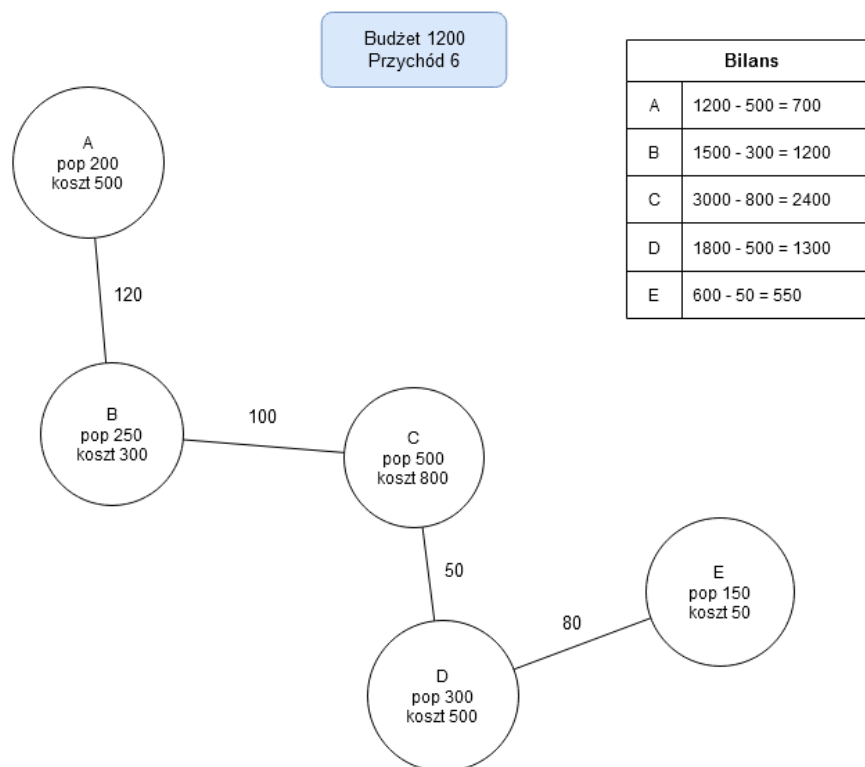 Budżet 1200
Przychód 6
Bilans
A 1200 - 500 = 700
B 1500 - 300 = 1200
C 3000 - 800 = 2400
D 1800 - 500 = 1300
E 600 - 50 = 550
A
pop 200
koszt 500
120
B
pop 250
koszt 300
100
C
pop 500
koszt 800
50
D
pop 300
koszt 500
80
E
pop 150
koszt 50